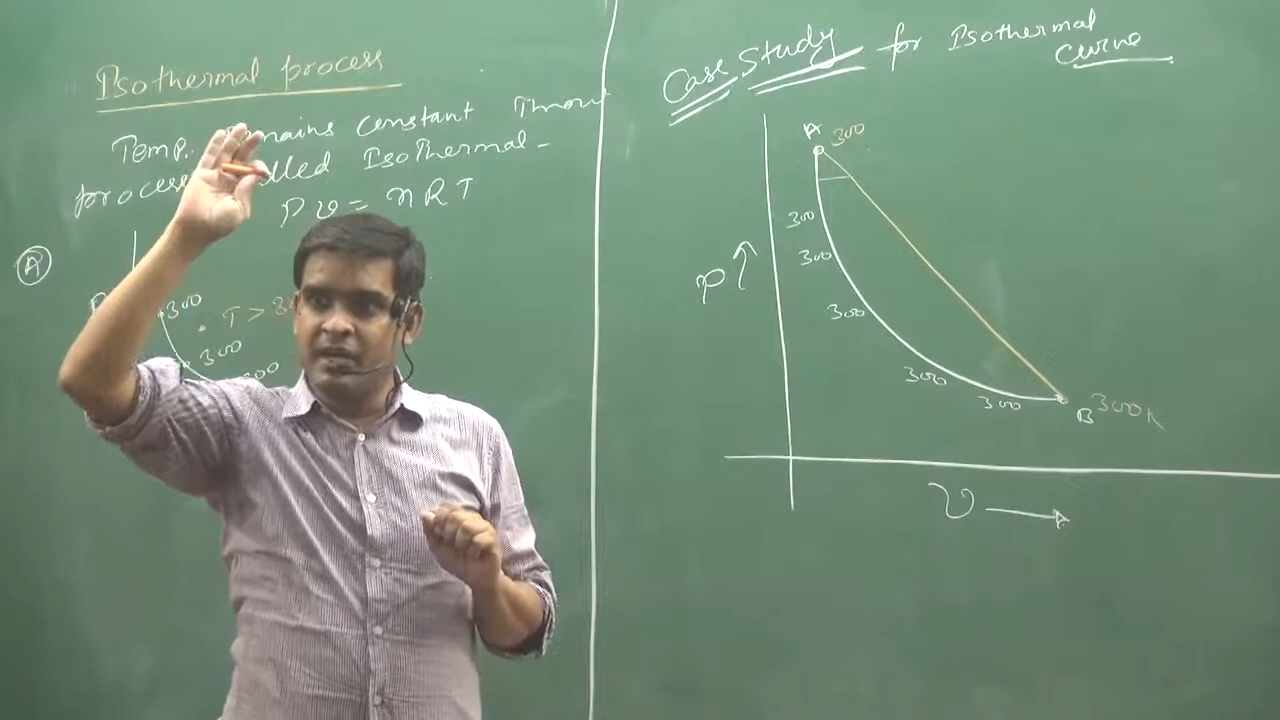 Isothermal process
Temp. remains constant Throu
process called Isothermal -
PV = nRT
A
300
T > 30
300
300
Case Study for Isothermal
curve
A 300
300
300
P ↑
300
300
300
B 300K
V →